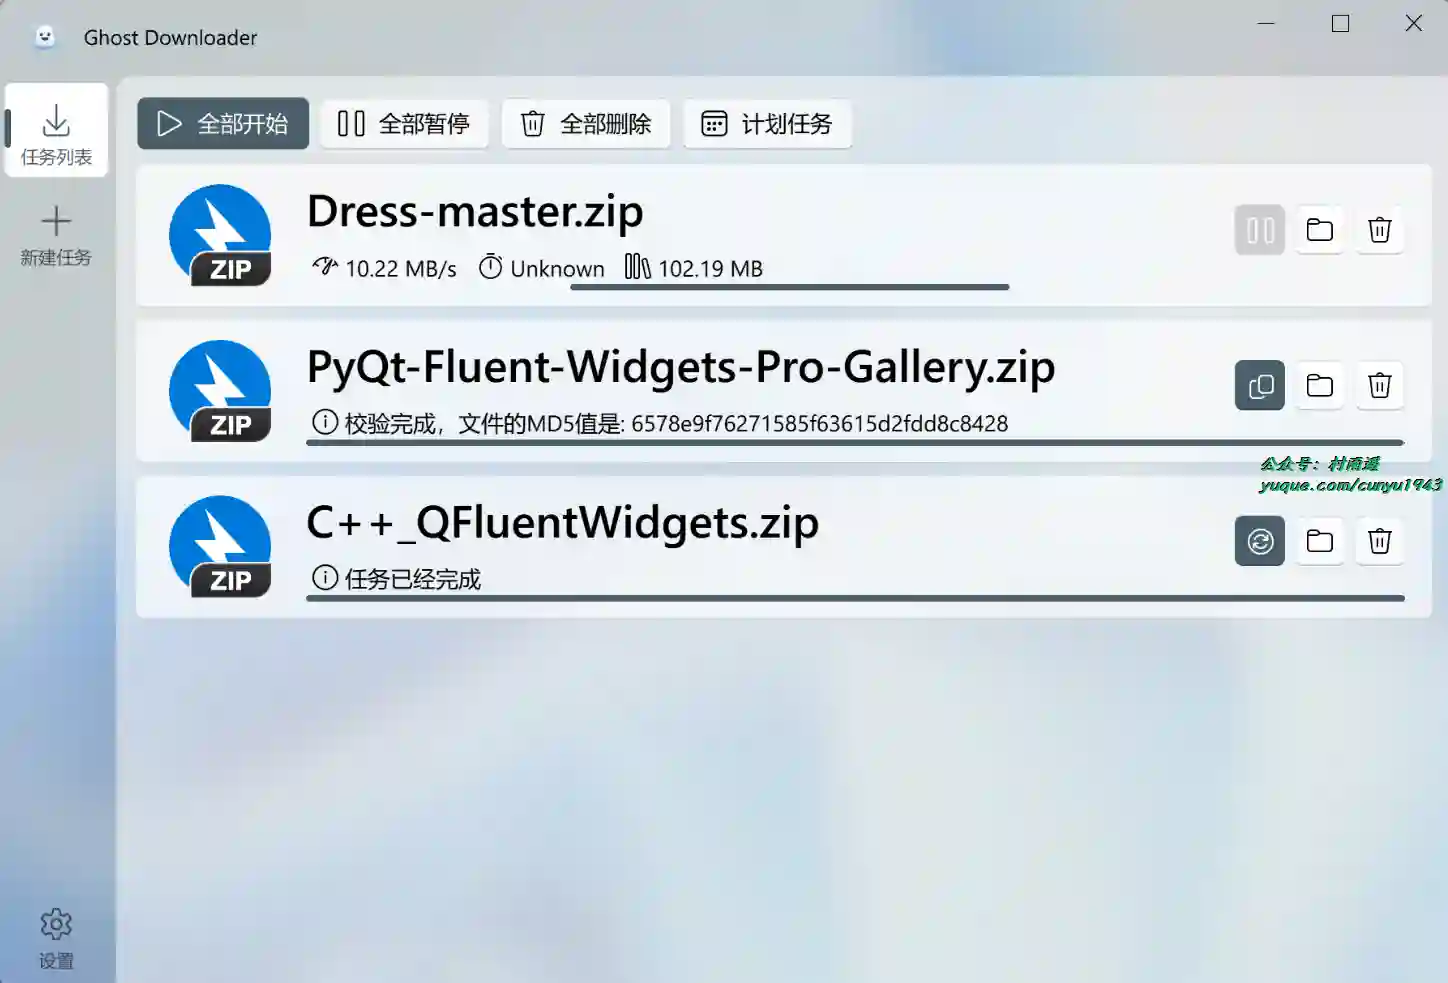 Ghost Downloader
任务列表
新建任务
设置
全部开始 全部暂停 全部删除 计划任务
ZIP
Dress-master.zip
10.22 MB/s Unknown 102.19 MB
ZIP
PyQt-Fluent-Widgets-Pro-Gallery.zip
校验完成，文件的MD5值是: 6578e9f76271585f63615d2fdd8c8428
公众号：村雨遥
yuque.com/cunyu1943
ZIP
C++_QFluentWidgets.zip
任务已经完成